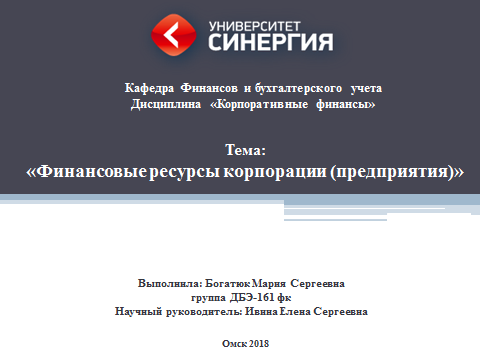 УНИВЕРСИТЕТ
СИНЕРГИЯ
Кафедра Финансов и бухгалтерского учета
Дисциплина «Корпоративные финансы»
Тема:
«Финансовые ресурсы корпорации (предприятия)»
Выполнила: Богатюк Мария Сергеевна
группа ДБЭ-161 фк
Научный руководитель: Ивина Елена Сергеевна
Омск 2018